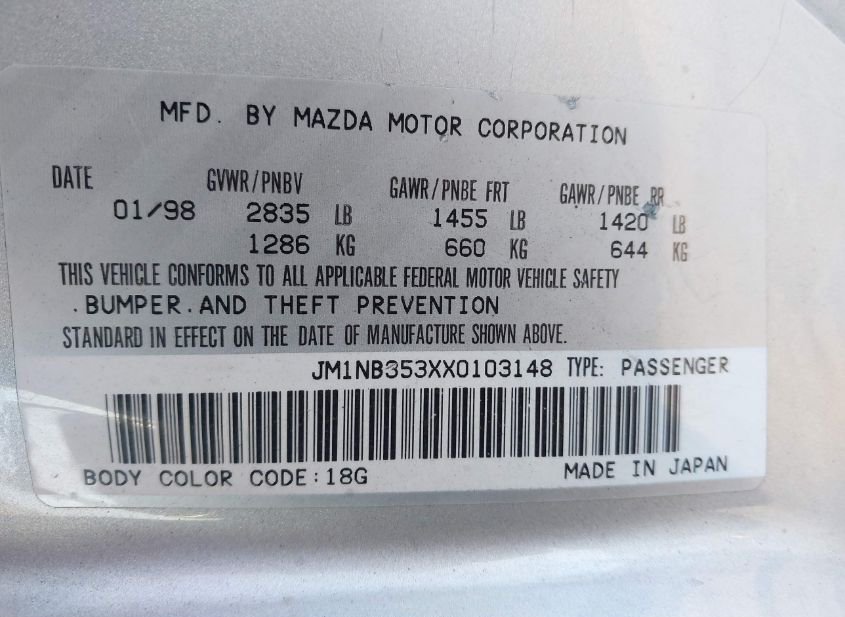 MFD. BY MAZDA MOTOR CORPORATION
DATE GVWR/PNBV GAWR/PNBE FRT GAWR/PNBE RR
01/98 2835 LB 1455 LB 1420 LB
1286 KG 660 KG 644 KG
THIS VEHICLE CONFORMS TO ALL APPLICABLE FEDERAL MOTOR VEHICLE SAFETY
.BUMPER.AND THEFT PREVENTION
STANDARD IN EFFECT ON THE DATE OF MANUFACTURE SHOWN ABOVE.
JM1NB353XX0103148 TYPE: PASSENGER
BODY COLOR CODE:18G MADE IN JAPAN